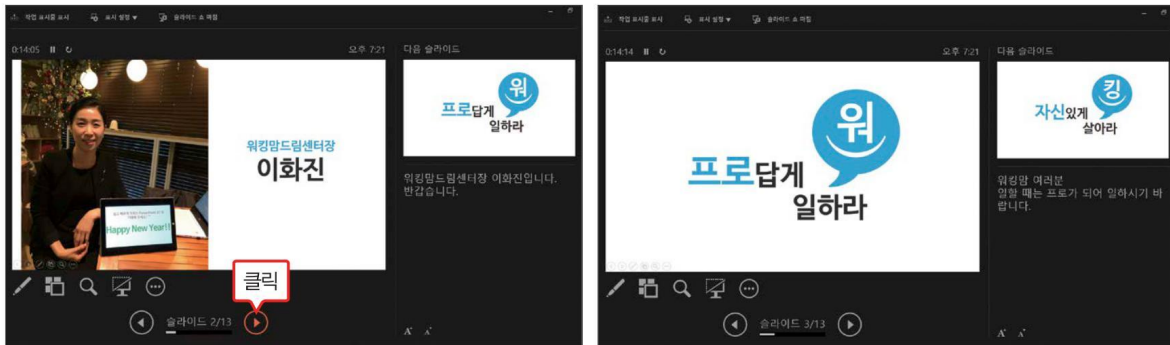 작업 표시줄 표시 표시 설정 슬라이드 쇼 마침
0:14:05 오후 7:21
워킹맘드림센터장
이화진
Happy New Year!!
클릭
슬라이드 2/13
다음 슬라이드
워
프로답게
일하라
워킹맘드림센터장 이화진입니다.
반갑습니다.
A A
작업 표시줄 표시 표시 설정 슬라이드 쇼 마침
0:14:14 오후 7:21
워
프로답게
일하라
슬라이드 3/13
다음 슬라이드
킹
자신있게
살아라
워킹맘 여러분
일할 때는 프로가 되어 일하시기 바
랍니다.
A A